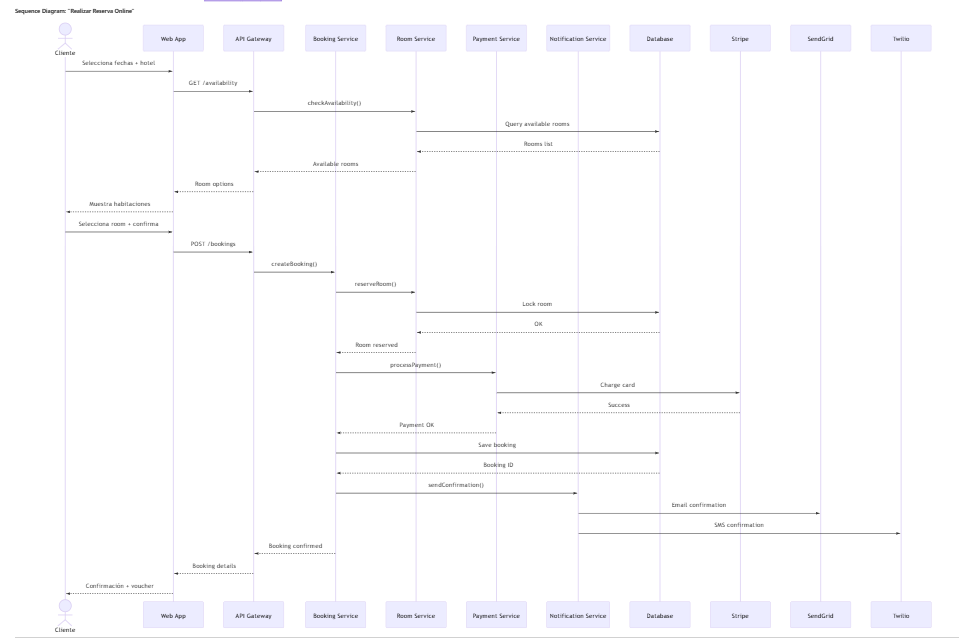 Sequence Diagram: "Realizar Reserva Online"
Cliente
Web App
API Gateway
Booking Service
Room Service
Payment Service
Notification Service
Database
Stripe
SendGrid
Twilio
Selecciona fechas + hotel
GET /availability
checkAvailability()
Query available rooms
Rooms list
Available rooms
Room options
Muestra habitaciones
Selecciona room + confirma
POST /bookings
createBooking()
reserveRoom()
Lock room
OK
Room reserved
processPayment()
Charge card
Success
Payment OK
Save booking
Booking ID
sendConfirmation()
Email confirmation
SMS confirmation
Booking confirmed
Booking details
Confirmación + voucher
Cliente
Web App
API Gateway
Booking Service
Room Service
Payment Service
Notification Service
Database
Stripe
SendGrid
Twilio